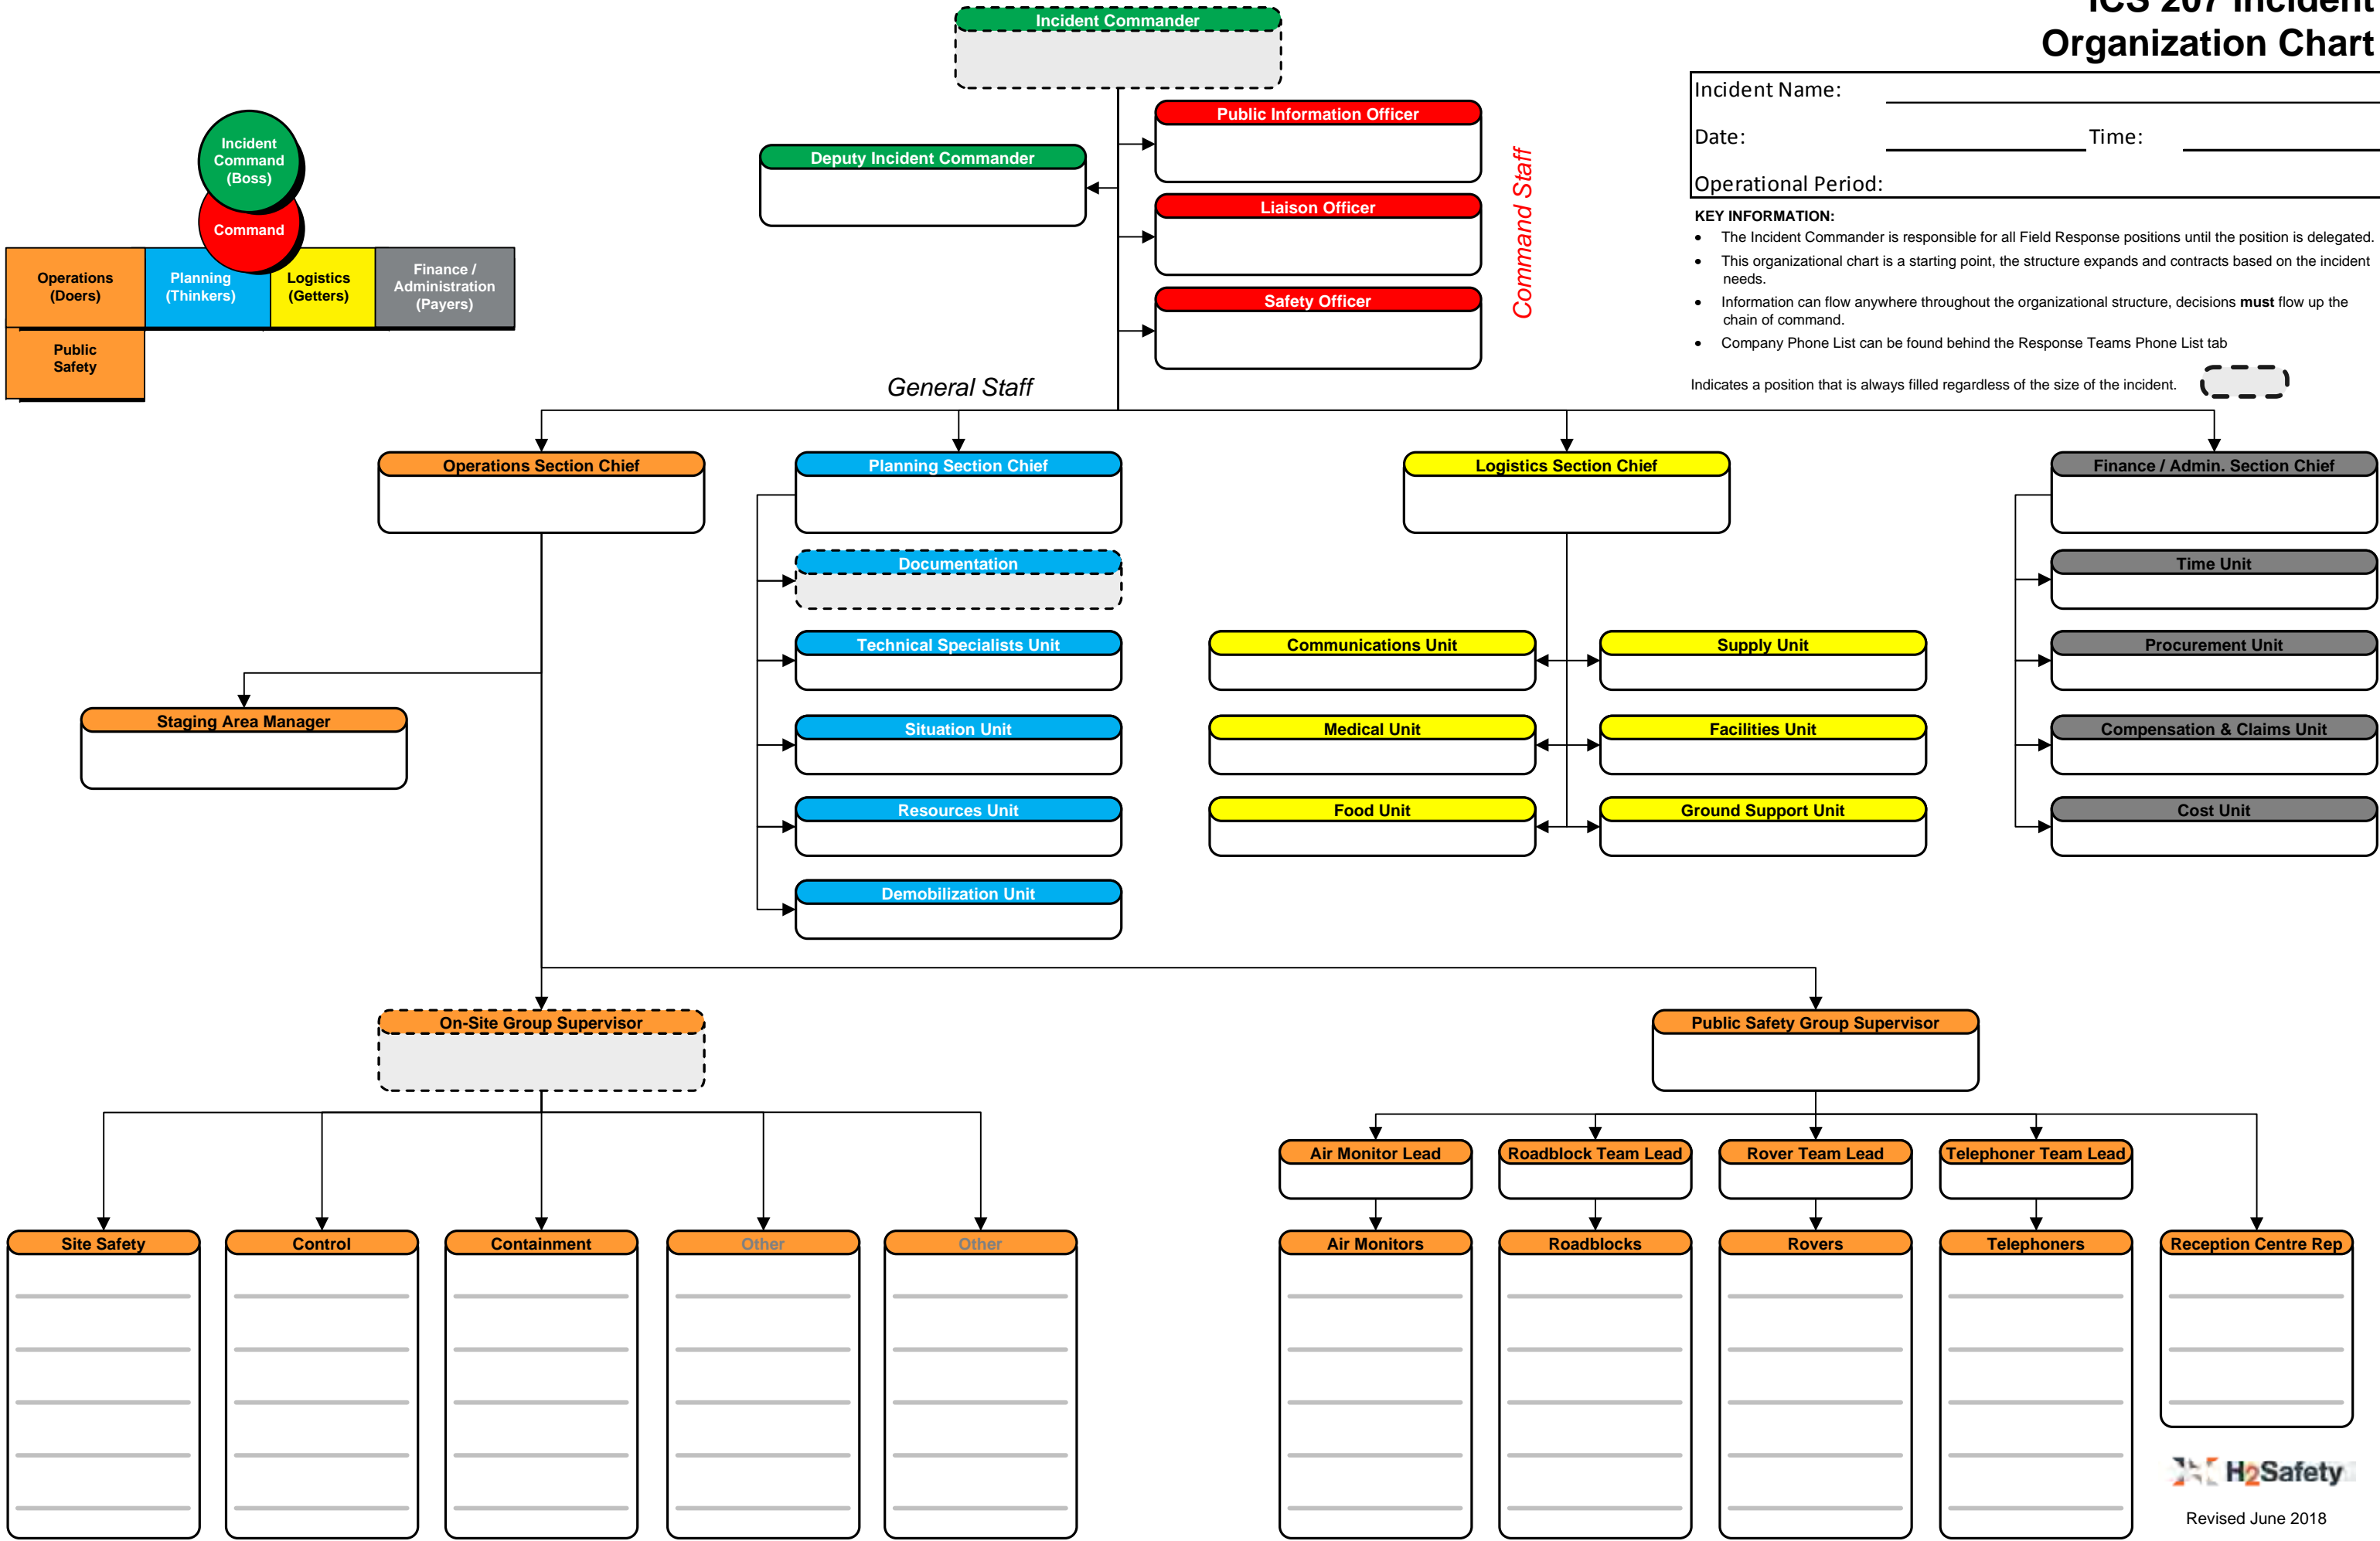 ICS 207 Incident
Organization Chart
Incident Name:
Date:
Time:
Operational Period:
KEY INFORMATION:
• The Incident Commander is responsible for all Field Response positions until the position is delegated.
• This organizational chart is a starting point, the structure expands and contracts based on the incident
needs.
• Information can flow anywhere throughout the organizational structure, decisions must flow up the
chain of command.
• Company Phone List can be found behind the Response Teams Phone List tab
Indicates a position that is always filled regardless of the size of the incident.
Incident
Command
(Boss)
Command
Operations
(Doers)
Planning
(Thinkers)
Logistics
(Getters)
Finance /
Administration
(Payers)
Public
Safety
Incident Commander
Public Information Officer
Deputy Incident Commander
Liaison Officer
Safety Officer
Command Staff
General Staff
Operations Section Chief
Planning Section Chief
Logistics Section Chief
Finance / Admin. Section Chief
Staging Area Manager
Documentation
Technical Specialists Unit
Situation Unit
Resources Unit
Demobilization Unit
Communications Unit
Supply Unit
Medical Unit
Facilities Unit
Food Unit
Ground Support Unit
Time Unit
Procurement Unit
Compensation & Claims Unit
Cost Unit
On-Site Group Supervisor
Public Safety Group Supervisor
Site Safety
Control
Containment
Other
Other
Air Monitor Lead
Roadblock Team Lead
Rover Team Lead
Telephoner Team Lead
Air Monitors
Roadblocks
Rovers
Telephoners
Reception Centre Rep
H2Safety
Revised June 2018